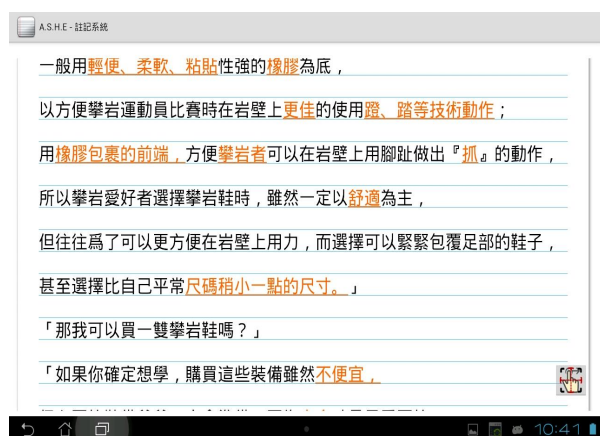 A.S.H.E - 註記系統
一般用輕便、柔軟、粘貼性強的橡膠為底，
以方便攀岩運動員比賽時在岩壁上更佳的使用蹬、踏等技術動作；
用橡膠包裹的前端，方便攀岩者可以在岩壁上用腳趾做出『抓』的動作，
所以攀岩愛好者選擇攀岩鞋時，雖然一定以舒適為主，
但往往爲了可以更方便在岩壁上用力，而選擇可以緊緊包覆足部的鞋子，
甚至選擇比自己平常尺碼稍小一點的尺寸。」
「那我可以買一雙攀岩鞋嗎？」
「如果你確定想學，購買這些裝備雖然不便宜，
10:41